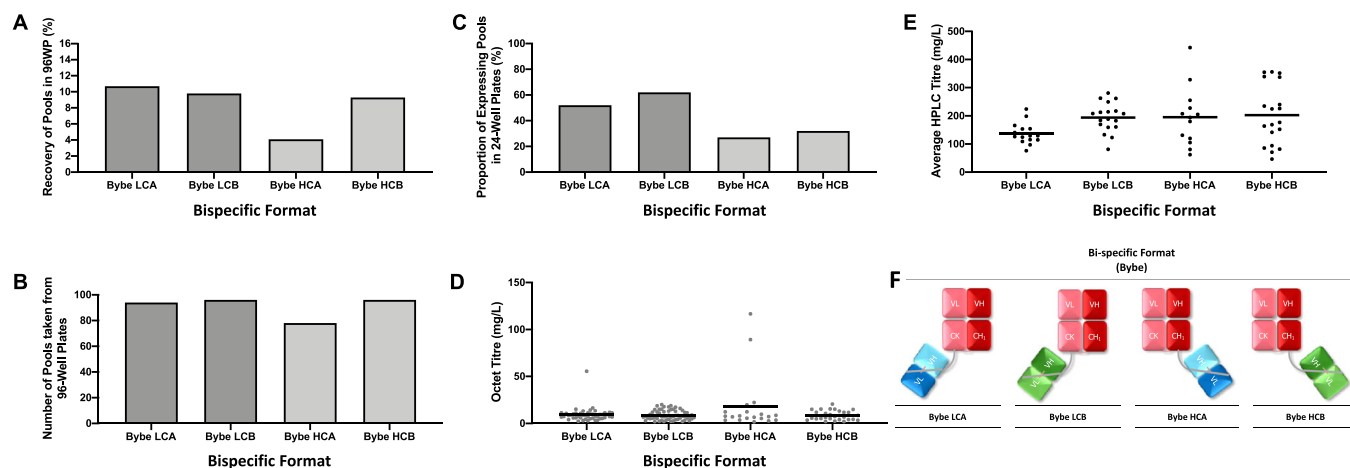 A
Recovery of Pools in 96WP (%)
16
14
12
10
8
6
4
2
0
Bybe LCA Bybe LCB Bybe HCA Bybe HCB
Bispecific Format
C
Proportion of Expressing Pools
in 24-Well Plates (%)
100
80
60
40
20
0
Bybe LCA Bybe LCB Bybe HCA Bybe HCB
Bispecific Format
E
Average HPLC Titre (mg/L)
500
400
300
200
100
0
Bybe LCA Bybe LCB Bybe HCA Bybe HCB
Bispecific Format
B
Number of Pools taken from
96-Well Plates
100
80
60
40
20
0
Bybe LCA Bybe LCB Bybe HCA Bybe HCB
Bispecific Format
D
Octet Titre (mg/L)
150
100
50
0
Bybe LCA Bybe LCB Bybe HCA Bybe HCB
Bispecific Format
F
Bi-specific Format
(Bybe)
VL VH VL VH VL VH VL VH
CK CH₁ CK CH₁ CK CH₁ CK CH₁
VH VH VH VH
VL VL VL VL
Bybe LCA Bybe LCB Bybe HCA Bybe HCB